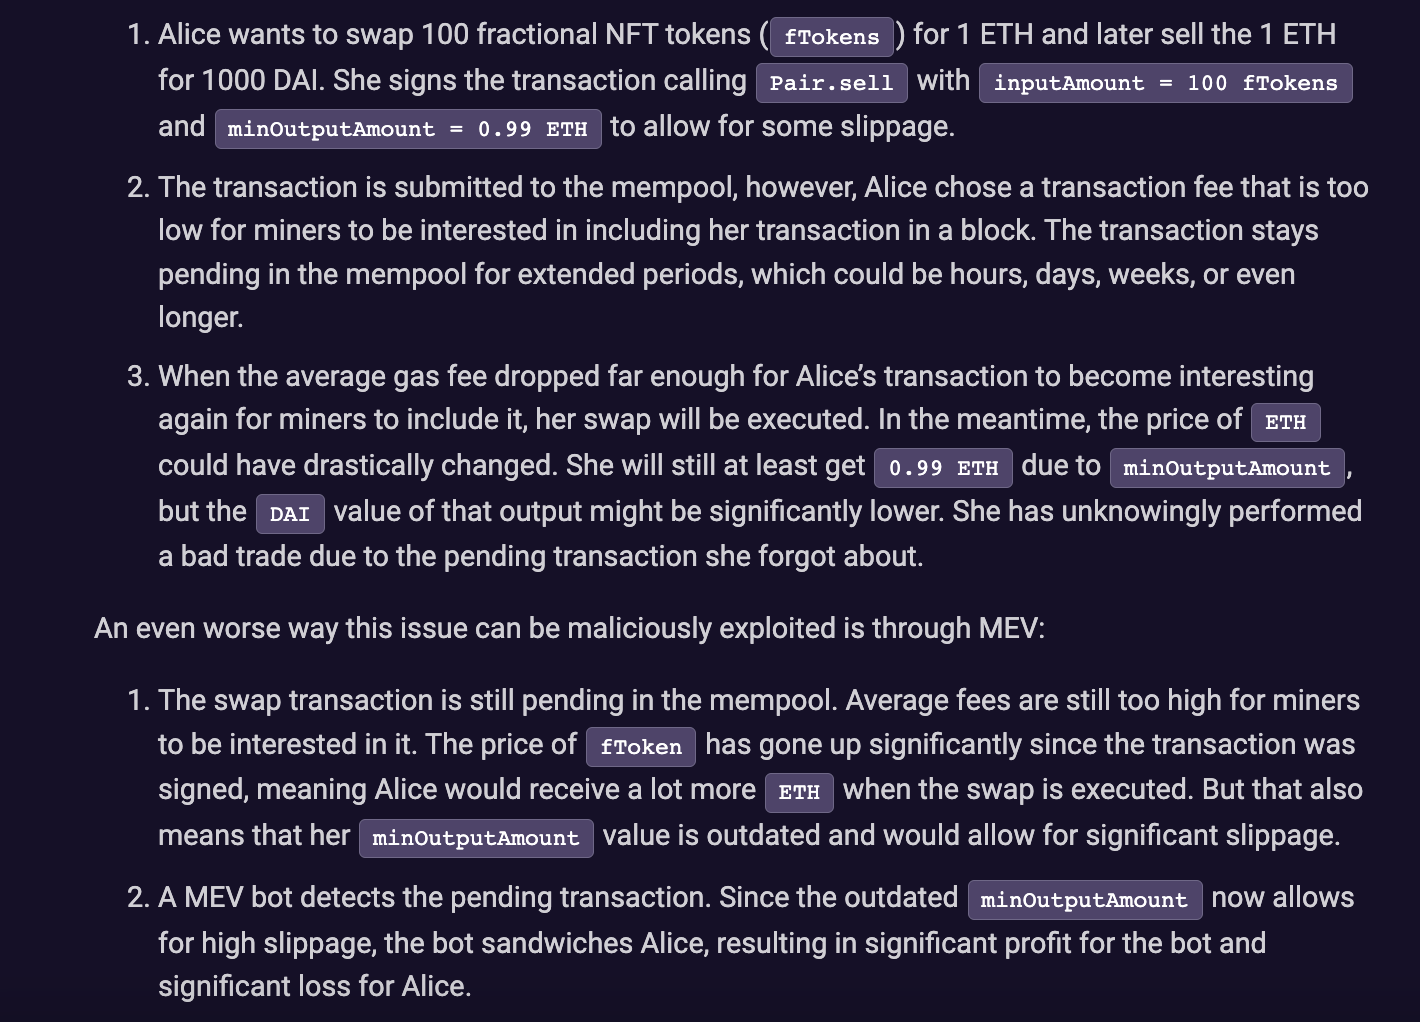 1. Alice wants to swap 100 fractional NFT tokens ( fTokens ) for 1 ETH and later sell the 1 ETH
for 1000 DAI. She signs the transaction calling Pair.sell with inputAmount = 100 fTokens
and minOutputAmount = 0.99 ETH to allow for some slippage.
2. The transaction is submitted to the mempool, however, Alice chose a transaction fee that is too
low for miners to be interested in including her transaction in a block. The transaction stays
pending in the mempool for extended periods, which could be hours, days, weeks, or even
longer.
3. When the average gas fee dropped far enough for Alice’s transaction to become interesting
again for miners to include it, her swap will be executed. In the meantime, the price of ETH
could have drastically changed. She will still at least get 0.99 ETH due to minOutputAmount ,
but the DAI value of that output might be significantly lower. She has unknowingly performed
a bad trade due to the pending transaction she forgot about.
An even worse way this issue can be maliciously exploited is through MEV:
1. The swap transaction is still pending in the mempool. Average fees are still too high for miners
to be interested in it. The price of fToken has gone up significantly since the transaction was
signed, meaning Alice would receive a lot more ETH when the swap is executed. But that also
means that her minOutputAmount value is outdated and would allow for significant slippage.
2. A MEV bot detects the pending transaction. Since the outdated minOutputAmount now allows
for high slippage, the bot sandwiches Alice, resulting in significant profit for the bot and
significant loss for Alice.